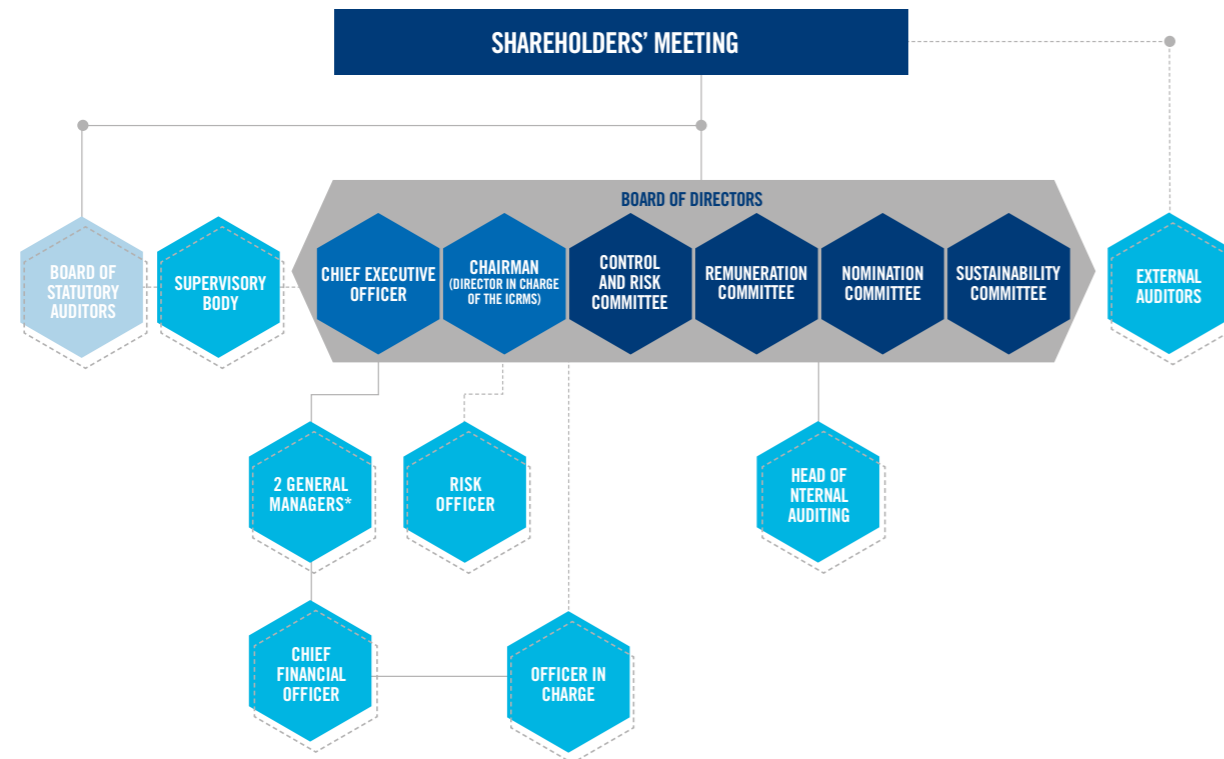 SHAREHOLDERS' MEETING
BOARD OF DIRECTORS
BOARD OF
STATUTORY
AUDITORS
SUPERVISORY
BODY
CHIEF EXECUTIVE
OFFICER
CHAIRMAN
(DIRECTOR IN CHARGE
OF THE ICRMS)
CONTROL
AND RISK
COMMITTEE
REMUNERATION
COMMITTEE
NOMINATION
COMMITTEE
SUSTAINABILITY
COMMITTEE
EXTERNAL
AUDITORS
2 GENERAL
MANAGERS*
RISK
OFFICER
HEAD OF
NTERNAL
AUDITING
CHIEF
FINANCIAL
OFFICER
OFFICER IN
CHARGE